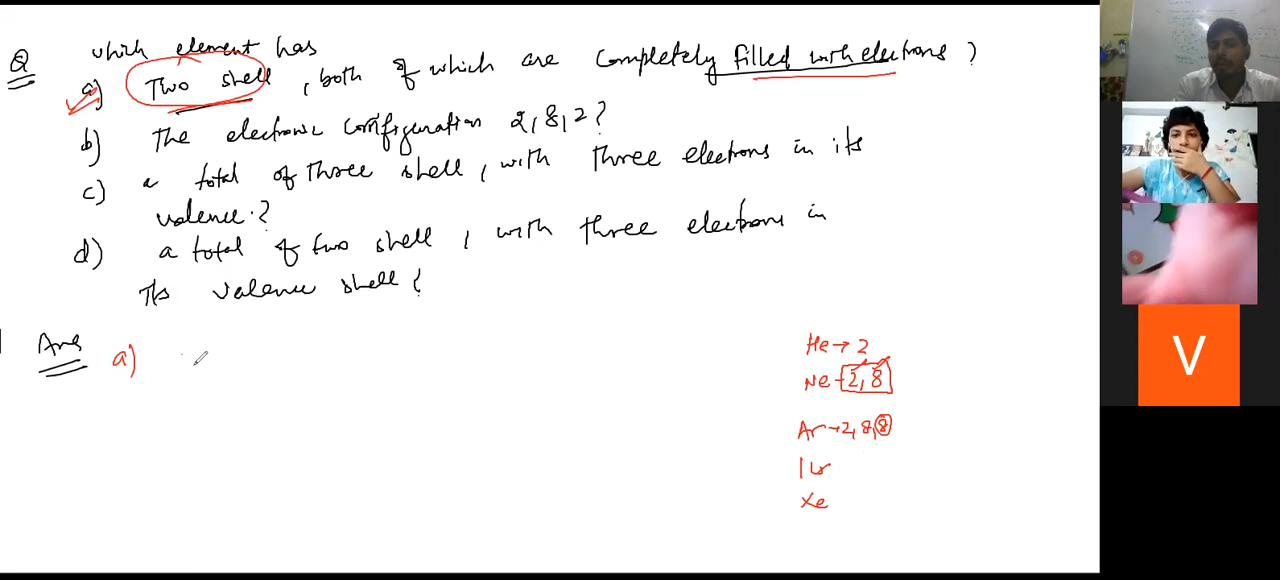 Q which element has
a) Two shell, both of which are completely filled with electrons ?
b) The electronic configuration 2, 8, 2 ?
c) a total of three shell, with three electrons in its
valence. ?
d) a total of two shell, with three electrons in
Its valence shell ?
Ans a)
He → 2
Ne - 2, 8
Ar → 2, 8, 8
Kr
Xe
V